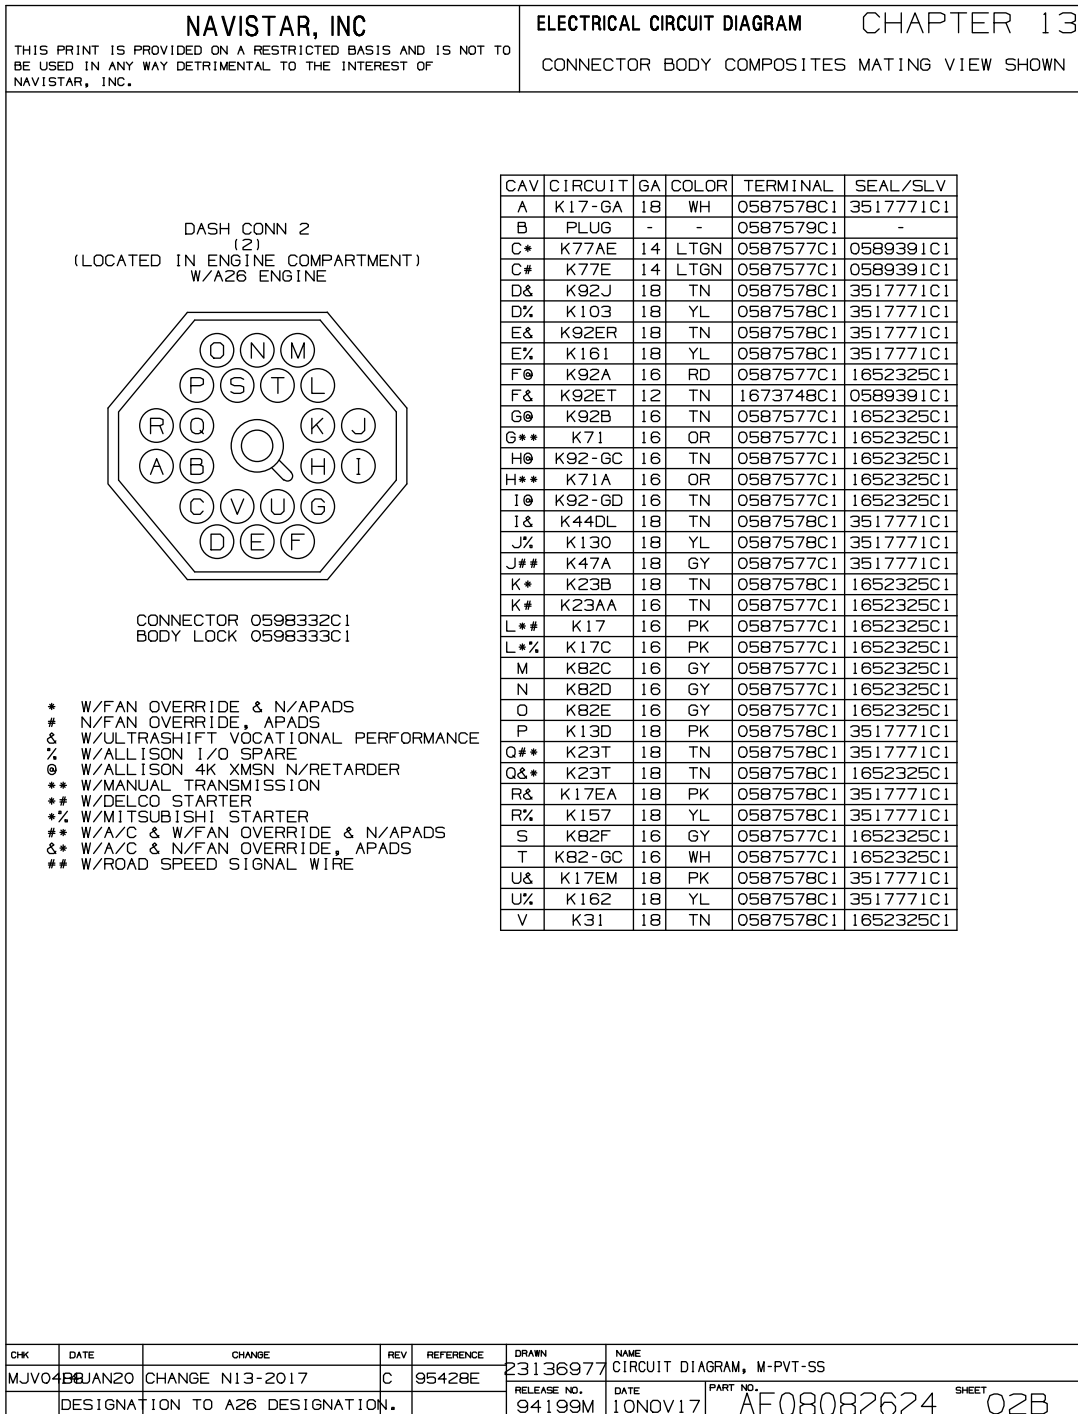 NAVISTAR, INC
THIS PRINT IS PROVIDED ON A RESTRICTED BASIS AND IS NOT TO
BE USED IN ANY WAY DETRIMENTAL TO THE INTEREST OF
NAVISTAR, INC.
ELECTRICAL CIRCUIT DIAGRAM CHAPTER 13
CONNECTOR BODY COMPOSITES MATING VIEW SHOWN
DASH CONN 2
(2)
(LOCATED IN ENGINE COMPARTMENT)
W/A26 ENGINE
O N M
P S T L
R Q K J
A B H I
C V U G
D E F
CONNECTOR 0598332C1
BODY LOCK 0598333C1
* W/FAN OVERRIDE & N/APADS
# N/FAN OVERRIDE, APADS
& W/ULTRASHIFT VOCATIONAL PERFORMANCE
% W/ALLISON I/O SPARE
@ W/ALLISON 4K XMSN N/RETARDER
** W/MANUAL TRANSMISSION
*# W/DELCO STARTER
*% W/MITSUBISHI STARTER
#* W/A/C & W/FAN OVERRIDE & N/APADS
&* W/A/C & N/FAN OVERRIDE, APADS
## W/ROAD SPEED SIGNAL WIRE
CAV CIRCUIT GA COLOR TERMINAL SEAL/SLV
A K17-GA 18 WH 0587578C1 3517771C1
B PLUG - - 0587579C1 -
C* K77AE 14 LTGN 0587577C1 0589391C1
C# K77E 14 LTGN 0587577C1 0589391C1
D& K92J 18 TN 0587578C1 3517771C1
D% K103 18 YL 0587578C1 3517771C1
E& K92ER 18 TN 0587578C1 3517771C1
E% K161 18 YL 0587578C1 3517771C1
F@ K92A 16 RD 0587577C1 1652325C1
F& K92ET 12 TN 1673748C1 0589391C1
G@ K92B 16 TN 0587577C1 1652325C1
G** K71 16 OR 0587577C1 1652325C1
H@ K92-GC 16 TN 0587577C1 1652325C1
H** K71A 16 OR 0587577C1 1652325C1
I@ K92-GD 16 TN 0587577C1 1652325C1
I& K44DL 18 TN 0587578C1 3517771C1
J% K130 18 YL 0587578C1 3517771C1
J## K47A 18 GY 0587577C1 3517771C1
K* K23B 18 TN 0587578C1 1652325C1
K# K23AA 16 TN 0587577C1 1652325C1
L*# K17 16 PK 0587577C1 1652325C1
L*% K17C 16 PK 0587577C1 1652325C1
M K82C 16 GY 0587577C1 1652325C1
N K82D 16 GY 0587577C1 1652325C1
O K82E 16 GY 0587577C1 1652325C1
P K13D 18 PK 0587578C1 3517771C1
Q#* K23T 18 TN 0587578C1 3517771C1
Q&* K23T 18 TN 0587578C1 1652325C1
R& K17EA 18 PK 0587578C1 3517771C1
R% K157 18 YL 0587578C1 3517771C1
S K82F 16 GY 0587577C1 1652325C1
T K82-GC 16 WH 0587577C1 1652325C1
U& K17EM 18 PK 0587578C1 3517771C1
U% K162 18 YL 0587578C1 3517771C1
V K31 18 TN 0587578C1 1652325C1
CHK DATE CHANGE REV REFERENCE
CHANGE N13-2017 C 95428E
DESIGNATION TO A26 DESIGNATION.
DRAWN 23136977
NAME CIRCUIT DIAGRAM, M-PVT-SS
RELEASE NO. 94199M
DATE 10NOV17
PART NO. AF08082624
SHEET 02B